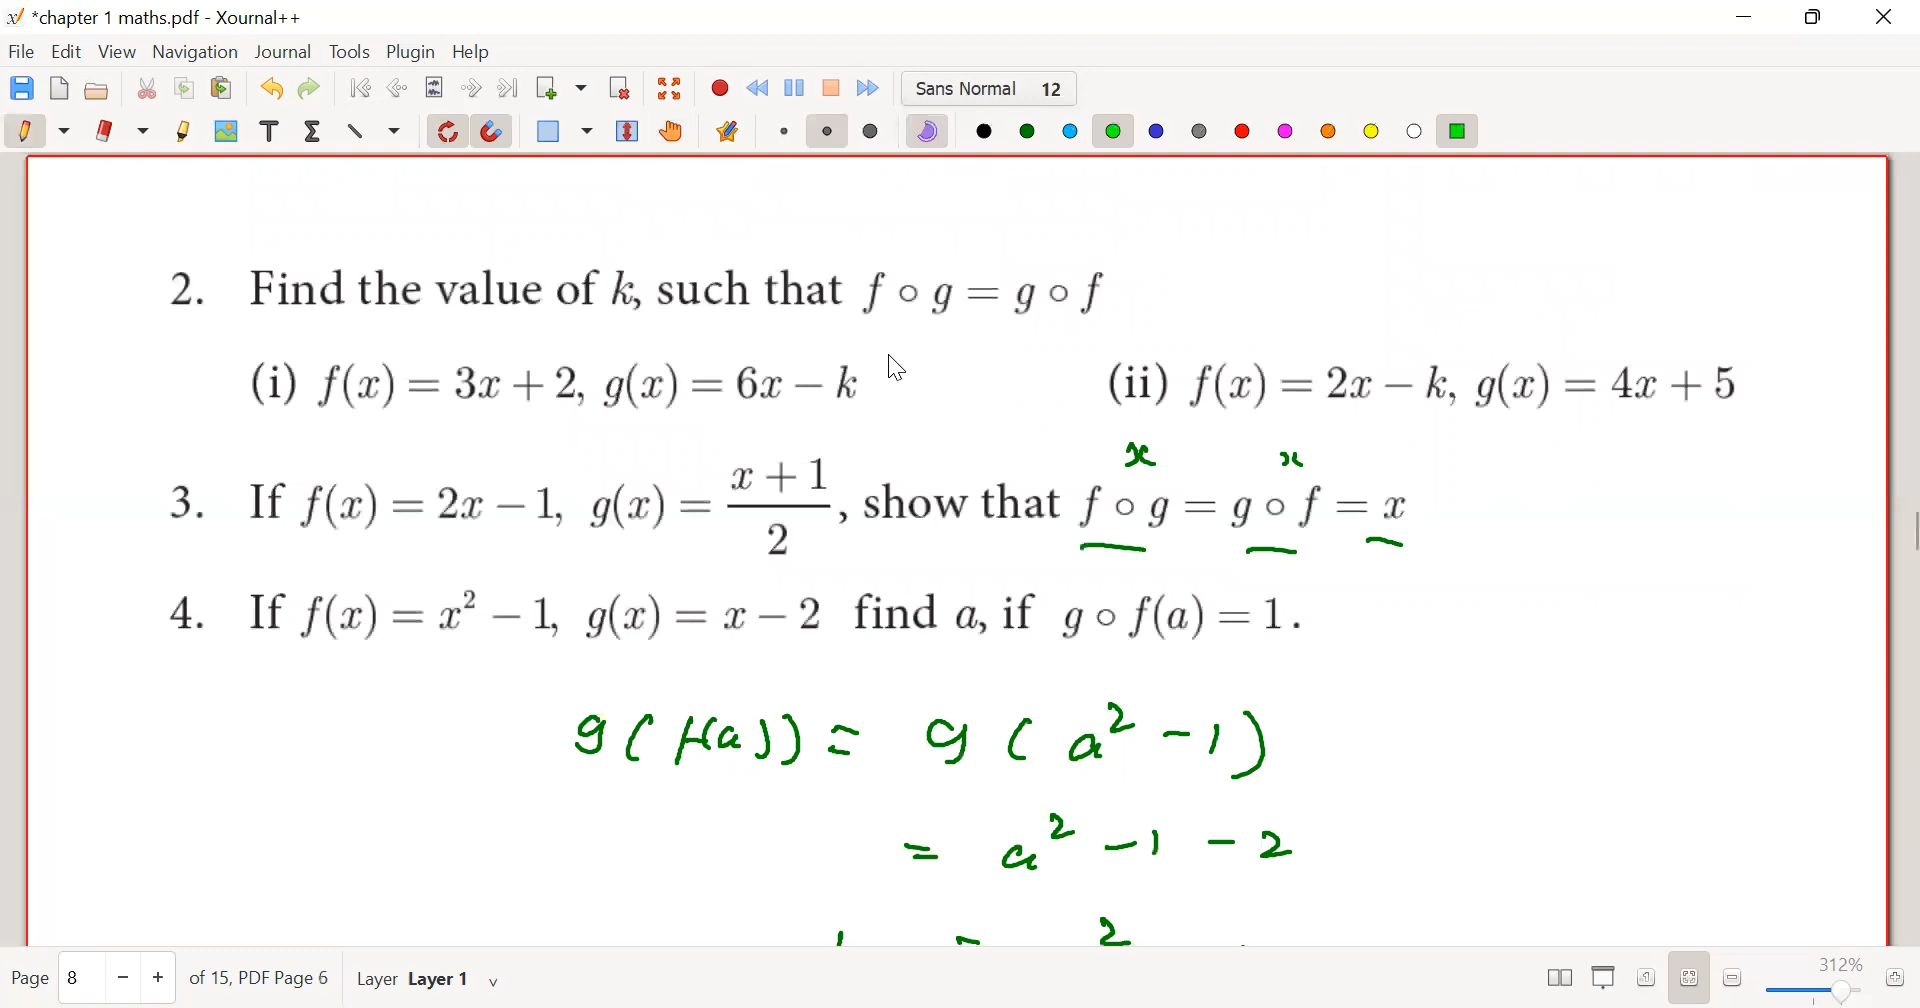 *chapter 1 maths.pdf - Xournal++
File Edit View Navigation Journal Tools Plugin Help
Sans Normal 12
2. Find the value of k, such that f ∘ g = g ∘ f
(i) f(x) = 3x + 2, g(x) = 6x − k (ii) f(x) = 2x − k, g(x) = 4x + 5
x x
3. If f(x) = 2x − 1, g(x) = (x + 1)/2, show that f ∘ g = g ∘ f = x
4. If f(x) = x² − 1, g(x) = x − 2 find a, if g ∘ f(a) = 1.
g(f(a)) = g(a² − 1)
= a² − 1 − 2
Page 8 − + of 15, PDF Page 6 Layer Layer 1 312%